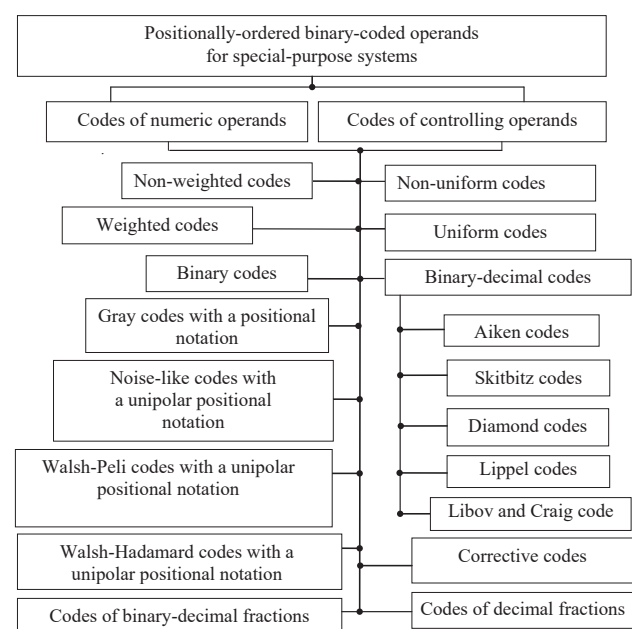 Positionally-ordered binary-coded operands
for special-purpose systems
Codes of numeric operands
Codes of controlling operands
Non-weighted codes
Non-uniform codes
Weighted codes
Uniform codes
Binary codes
Binary-decimal codes
Gray codes with a positional
notation
Aiken codes
Noise-like codes with
a unipolar positional
notation
Skitbitz codes
Diamond codes
Walsh-Peli codes with a unipolar
positional notation
Lippel codes
Libov and Craig code
Walsh-Hadamard codes with a
unipolar positional notation
Corrective codes
Codes of binary-decimal fractions
Codes of decimal fractions